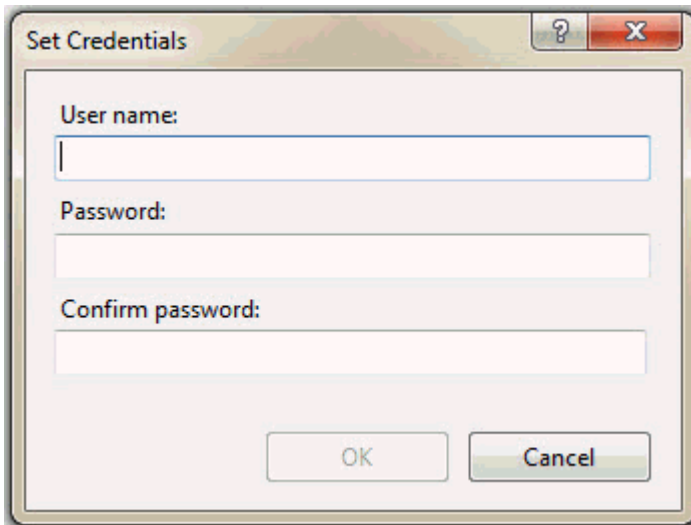 Set Credentials
?
X
User name:
Password:
Confirm password:
OK Cancel